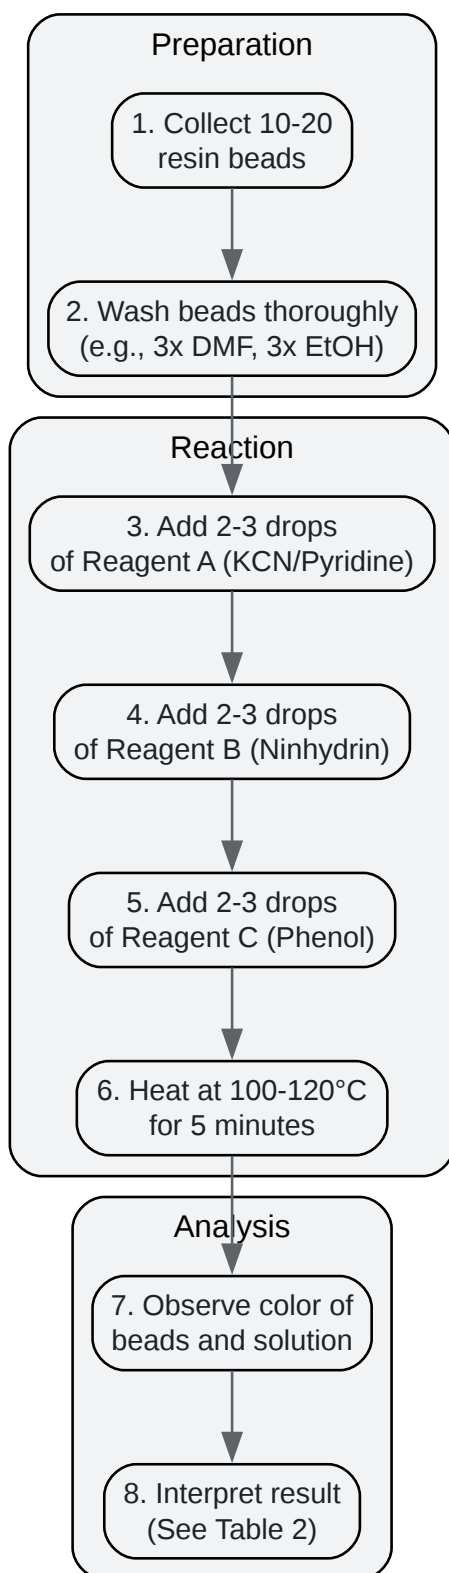 Preparation
1. Collect 10-20
resin beads
2. Wash beads thoroughly
(e.g., 3x DMF, 3x EtOH)
Reaction
3. Add 2-3 drops
of Reagent A (KCN/Pyridine)
4. Add 2-3 drops
of Reagent B (Ninhydrin)
5. Add 2-3 drops
of Reagent C (Phenol)
6. Heat at 100-120°C
for 5 minutes
Analysis
7. Observe color of
beads and solution
8. Interpret result
(See Table 2)